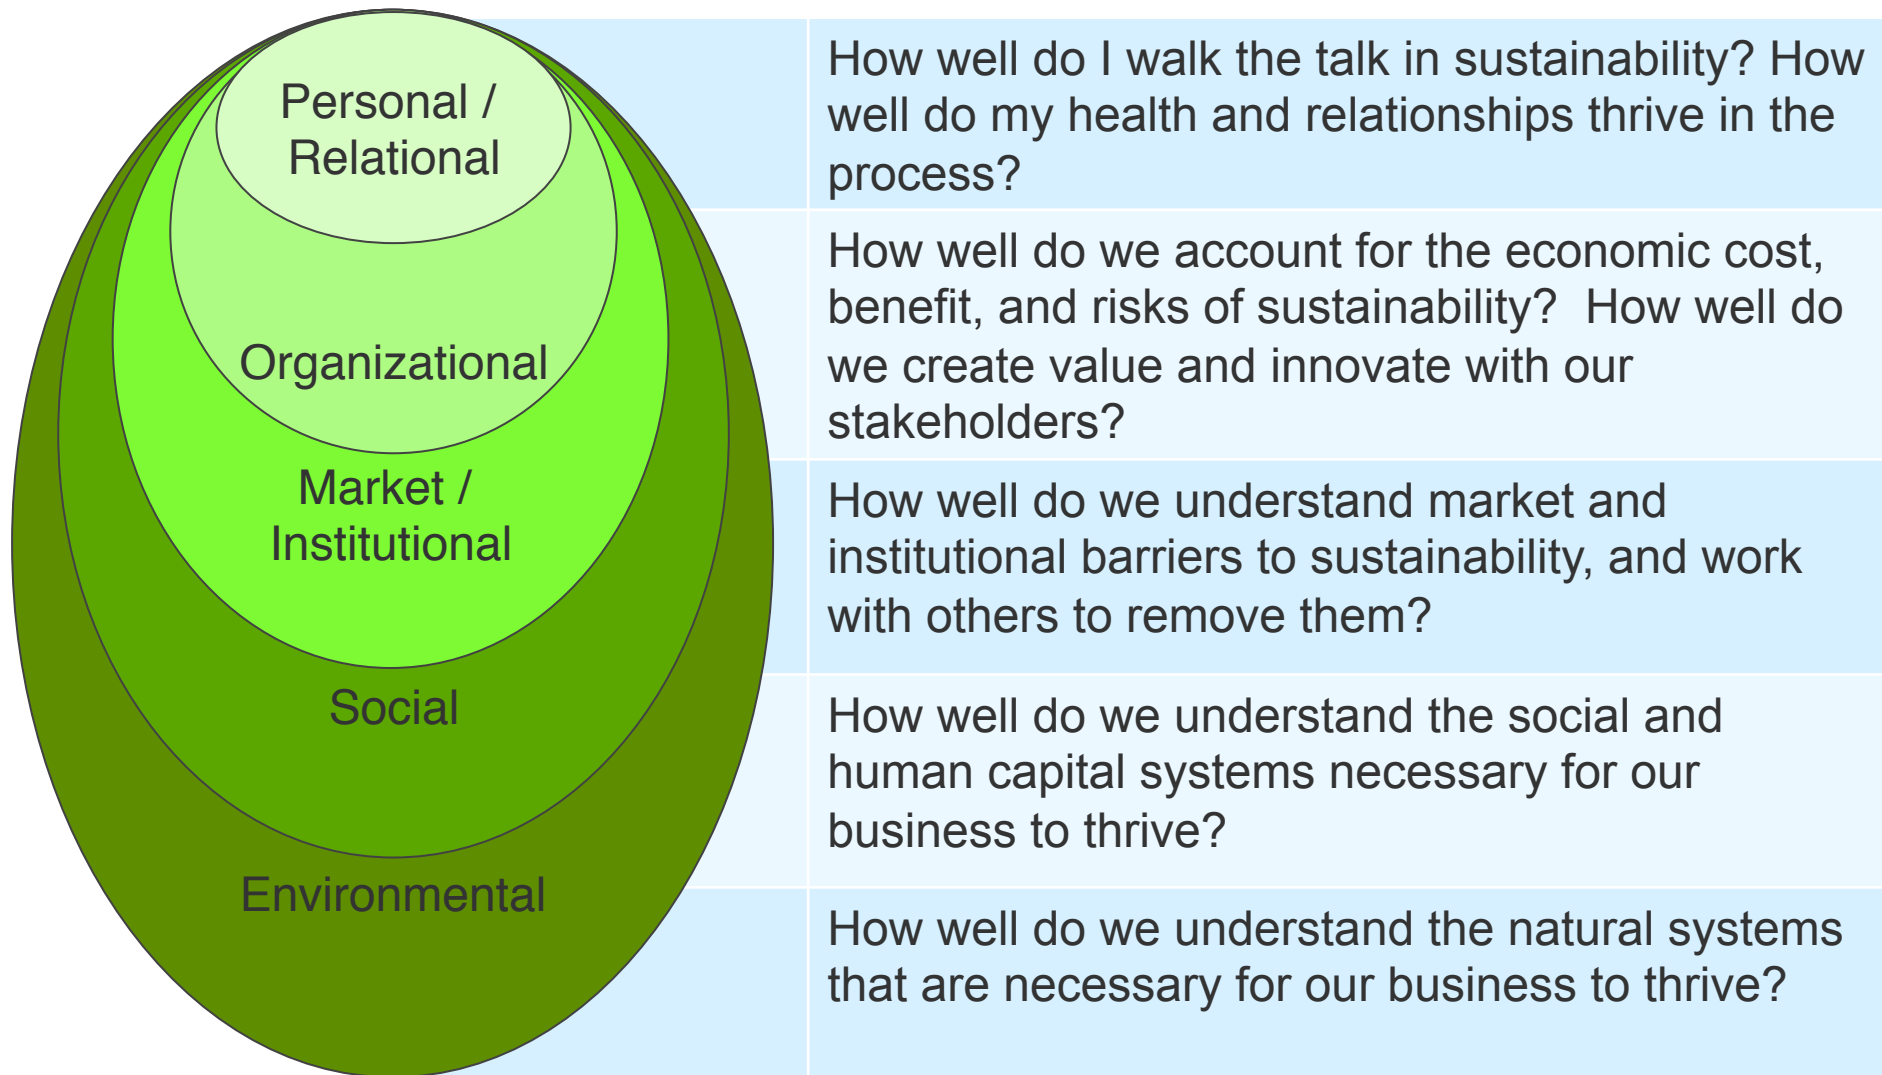 Personal /
Relational
How well do I walk the talk in sustainability? How
well do my health and relationships thrive in the
process?
Organizational
How well do we account for the economic cost,
benefit, and risks of sustainability?  How well do
we create value and innovate with our
stakeholders?
Market /
Institutional
How well do we understand market and
institutional barriers to sustainability, and work
with others to remove them?
Social
How well do we understand the social and
human capital systems necessary for our
business to thrive?
Environmental
How well do we understand the natural systems
that are necessary for our business to thrive?